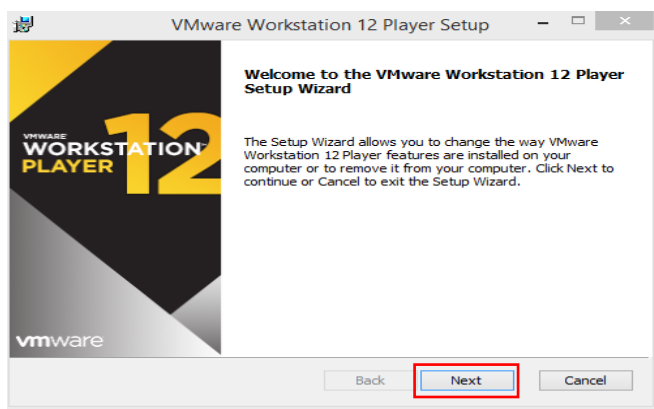 VMware Workstation 12 Player Setup
Welcome to the VMware Workstation 12 Player
Setup Wizard
VMWARE
WORKSTATION
PLAYER
12
The Setup Wizard allows you to change the way VMware
Workstation 12 Player features are installed on your
computer or to remove it from your computer. Click Next to
continue or Cancel to exit the Setup Wizard.
vmware
Back
Next
Cancel